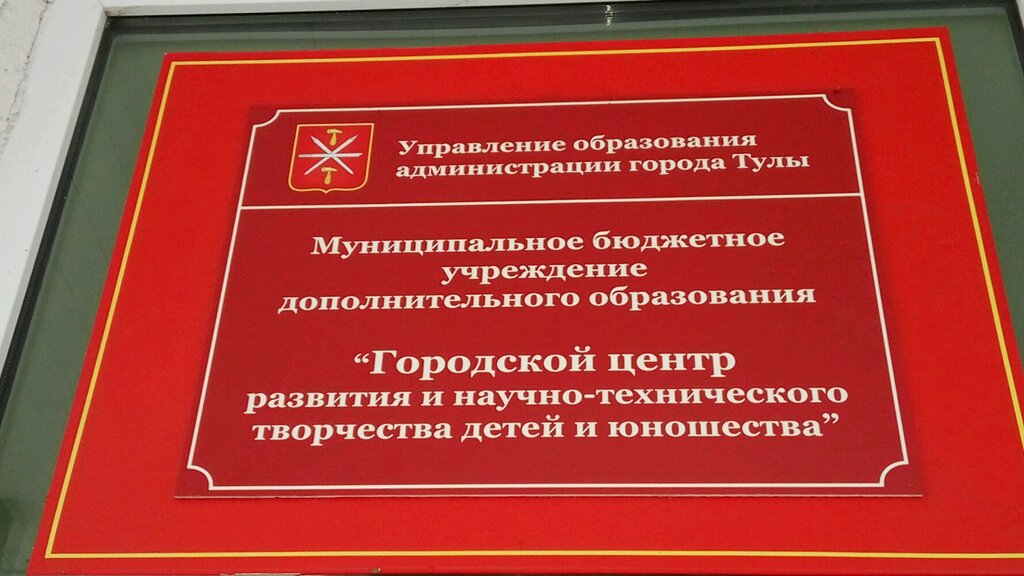 Управление образования
администрации города Тулы
Муниципальное бюджетное
учреждение
дополнительного образования
“Городской центр
развития и научно-технического
творчества детей и юношества”